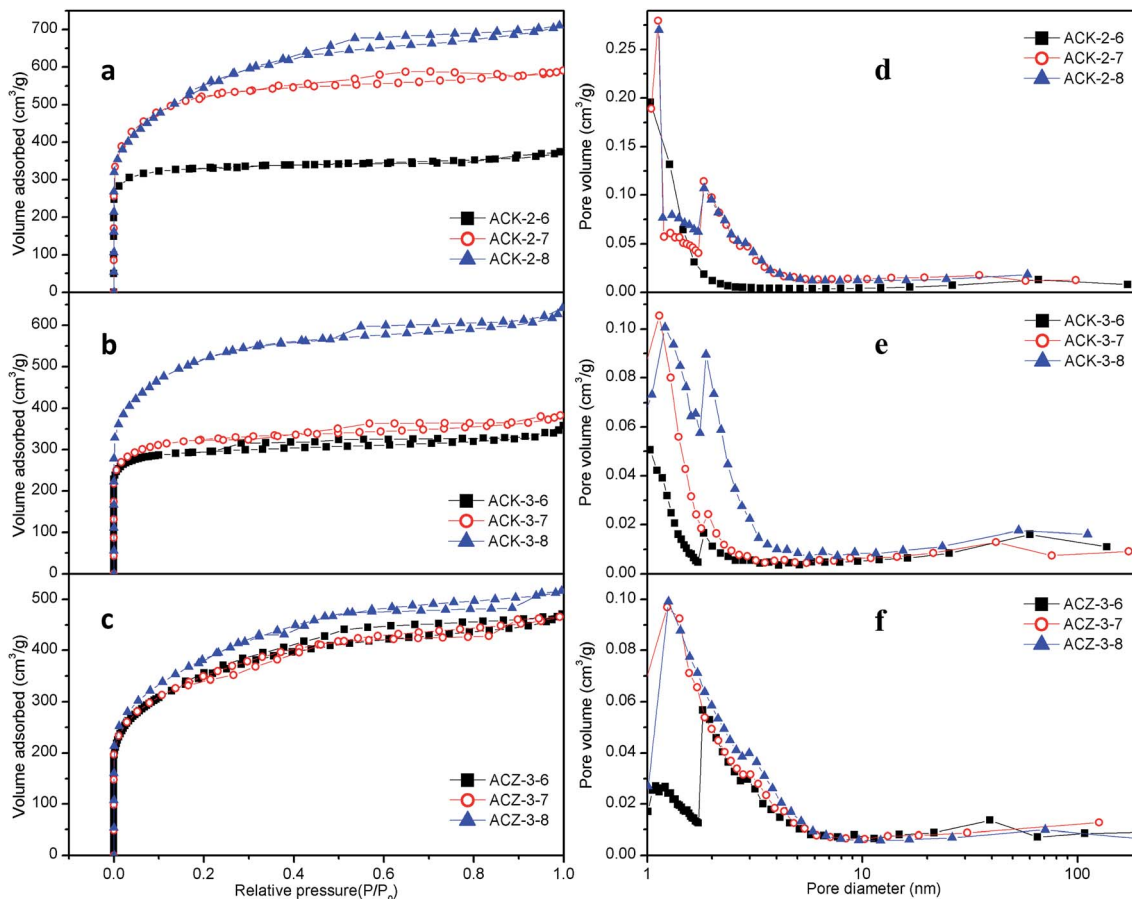 a
Volume adsorbed (cm³/g)
700
600
500
400
300
200
100
0
ACK-2-6
ACK-2-7
ACK-2-8
b
Volume adsorbed (cm³/g)
600
500
400
300
200
100
0
ACK-3-6
ACK-3-7
ACK-3-8
c
Volume adsorbed (cm³/g)
500
400
300
200
100
0
ACZ-3-6
ACZ-3-7
ACZ-3-8
0.0 0.2 0.4 0.6 0.8 1.0
Relative pressure(P/P₀)
d
Pore volume (cm³/g)
0.25
0.20
0.15
0.10
0.05
0.00
ACK-2-6
ACK-2-7
ACK-2-8
e
Pore volume (cm³/g)
0.10
0.08
0.06
0.04
0.02
0.00
ACK-3-6
ACK-3-7
ACK-3-8
f
Pore volume (cm³/g)
0.10
0.08
0.06
0.04
0.02
0.00
ACZ-3-6
ACZ-3-7
ACZ-3-8
1 10 100
Pore diameter (nm)